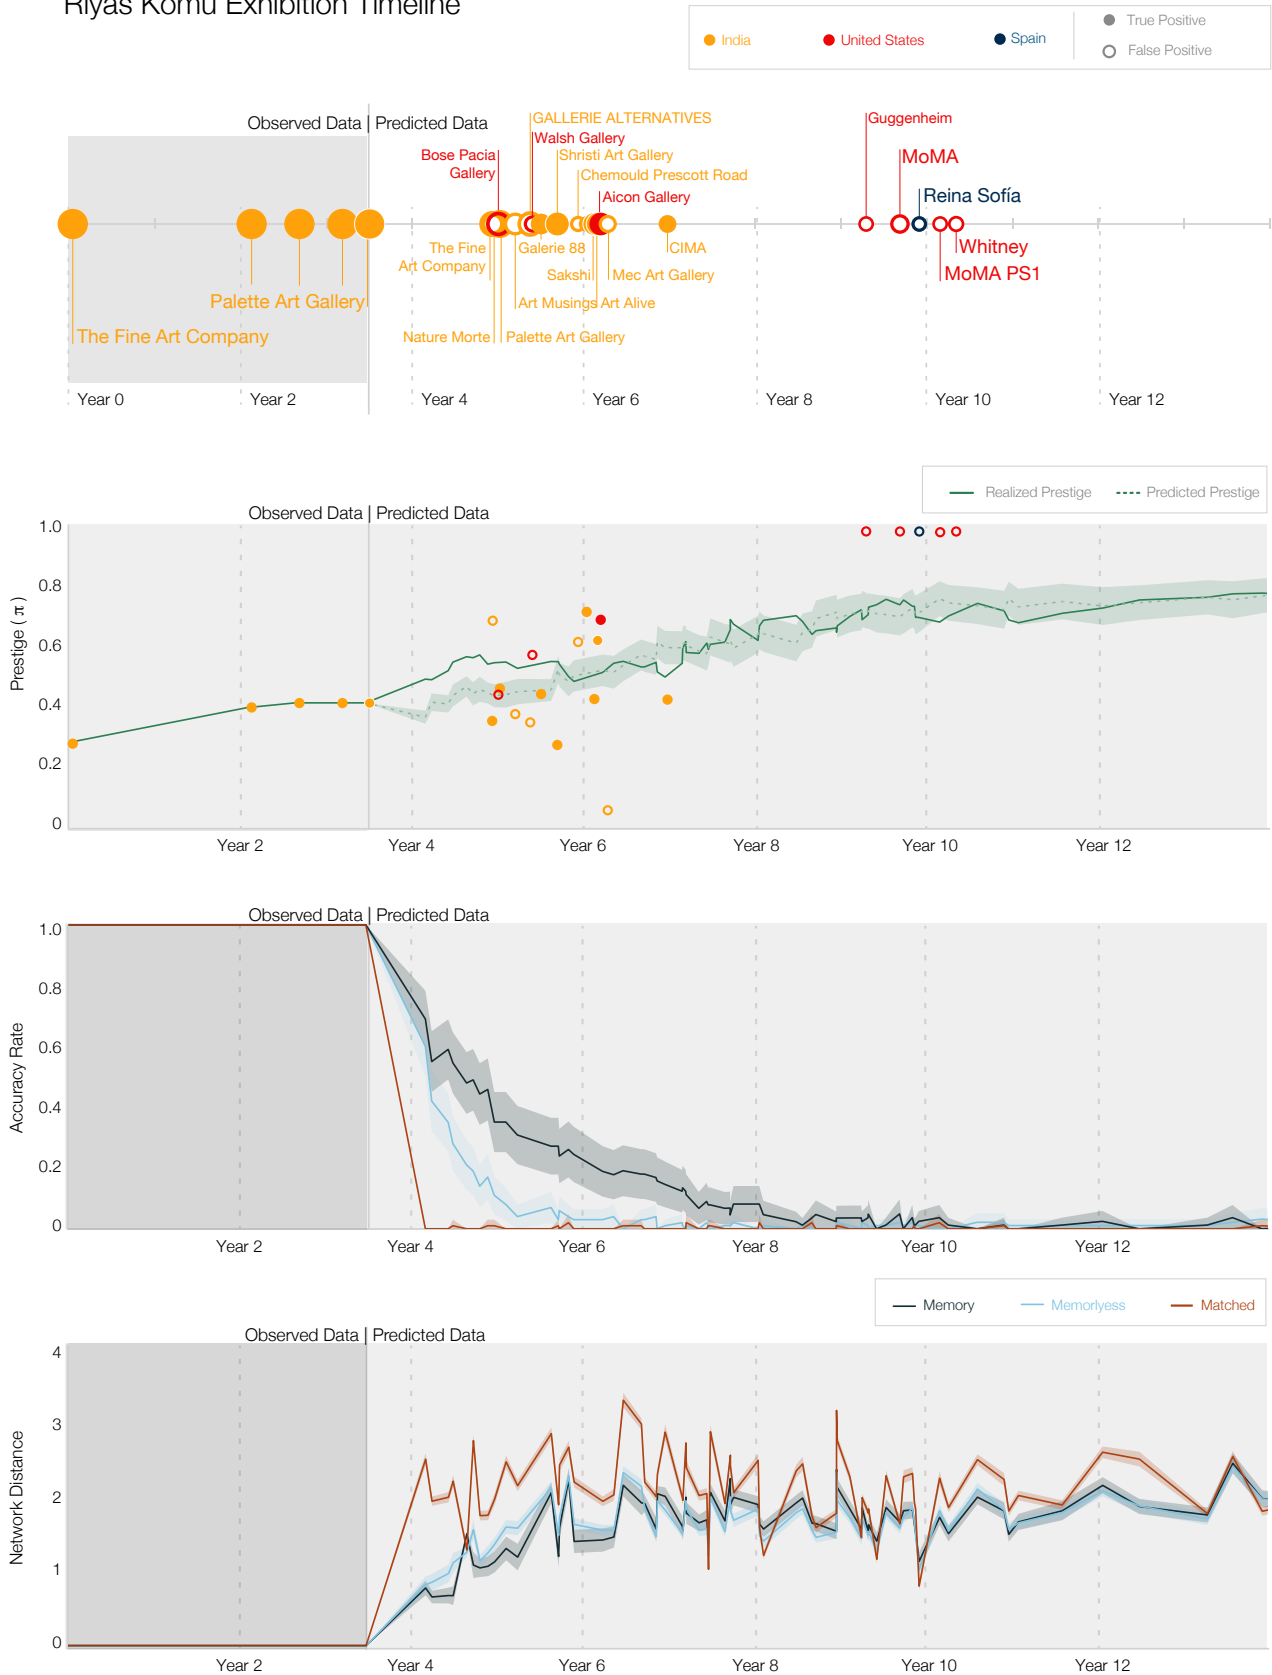 Riyas Komu Exhibition Timeline
India
United States
Spain
True Positive
False Positive
Observed Data | Predicted Data
GALLERIE ALTERNATIVES
Walsh Gallery
Bose Pacia
Gallery
Shristi Art Gallery
Chemould Prescott Road
Aicon Gallery
Guggenheim
MoMA
Reina Sofía
The Fine
Art Company
Galerie 88
CIMA
Sakshi
Mec Art Gallery
Whitney
MoMA PS1
Palette Art Gallery
Art Musings
Art Alive
The Fine Art Company
Nature Morte
Palette Art Gallery
Year 0
Year 2
Year 4
Year 6
Year 8
Year 10
Year 12
Realized Prestige
Predicted Prestige
Observed Data | Predicted Data
Prestige ( π )
1.0
0.8
0.6
0.4
0.2
0
Year 2
Year 4
Year 6
Year 8
Year 10
Year 12
Observed Data | Predicted Data
Accuracy Rate
1.0
0.8
0.6
0.4
0.2
0
Year 2
Year 4
Year 6
Year 8
Year 10
Year 12
Memory
Memorlyess
Matched
Observed Data | Predicted Data
Network Distance
4
3
2
1
0
Year 2
Year 4
Year 6
Year 8
Year 10
Year 12